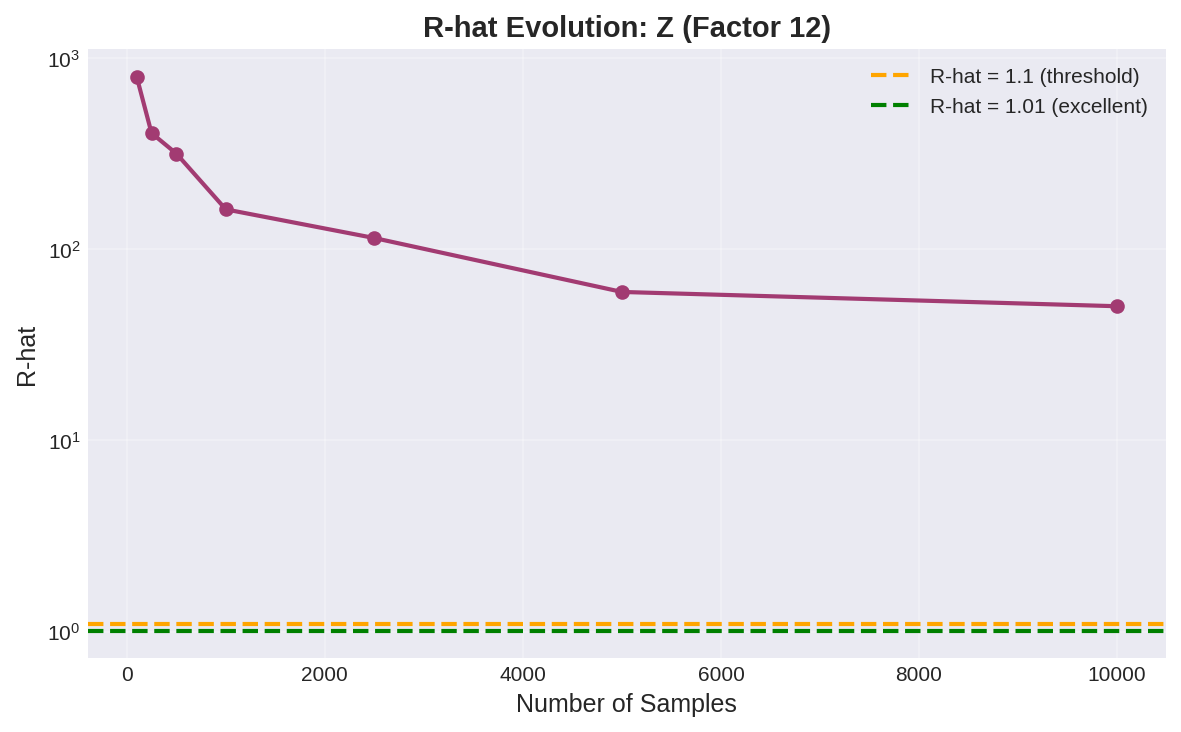 R-hat Evolution: Z (Factor 12)
R-hat = 1.1 (threshold)
R-hat = 1.01 (excellent)
10³
10²
10¹
10⁰
R-hat
0 2000 4000 6000 8000 10000
Number of Samples